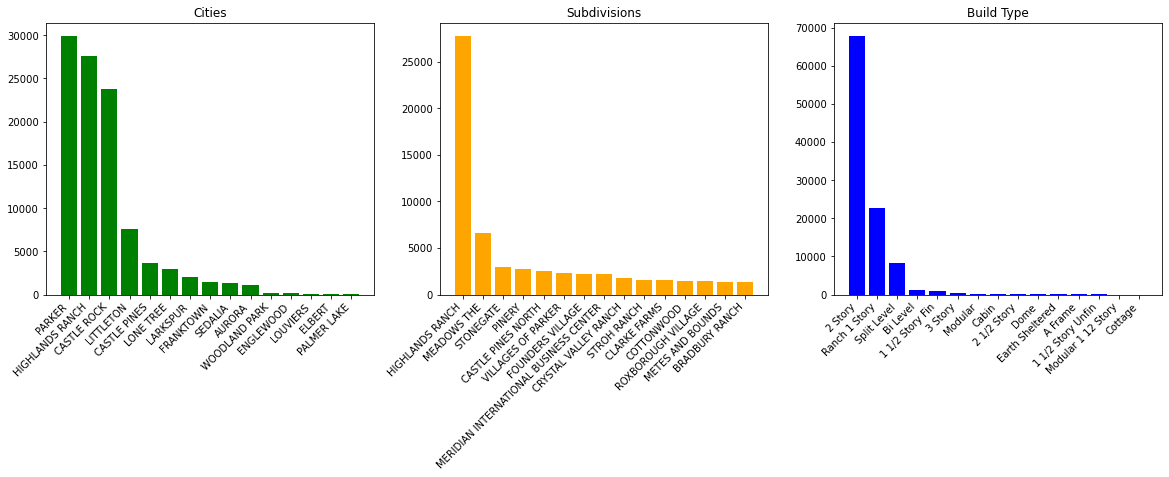 Cities
30000
25000
20000
15000
10000
5000
0
PARKER
HIGHLANDS RANCH
CASTLE ROCK
LITTLETON
CASTLE PINES
LONE TREE
LARKSPUR
FRANKTOWN
SEDALIA
AURORA
WOODLAND PARK
ENGLEWOOD
LOUVIERS
ELBERT
PALMER LAKE
Subdivisions
25000
20000
15000
10000
5000
0
HIGHLANDS RANCH
MEADOWS THE
STONEGATE
PINERY
CASTLE PINES NORTH
VILLAGES OF PARKER
FOUNDERS VILLAGE
MERIDIAN INTERNATIONAL BUSINESS CENTER
CRYSTAL VALLEY RANCH
STROH RANCH
CLARKE FARMS
COTTONWOOD
ROXBOROUGH VILLAGE
METES AND BOUNDS
BRADBURY RANCH
Build Type
70000
60000
50000
40000
30000
20000
10000
0
2 Story
Ranch 1 Story
Split Level
Bi Level
1 1/2 Story Fin
3 Story
Modular
Cabin
2 1/2 Story
Dome
Earth Sheltered
A Frame
1 1/2 Story Unfin
Modular 1 1\2 Story
Cottage